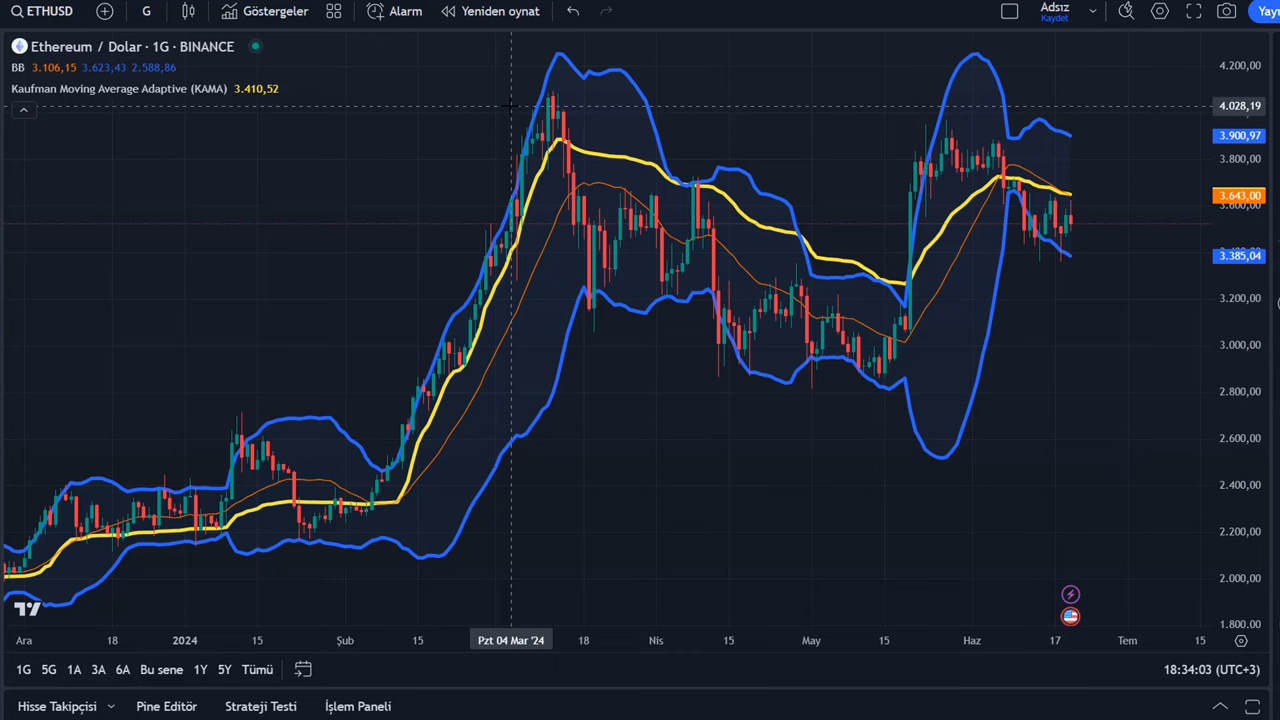 ETHUSD G Göstergeler Alarm Yeniden oynat Adsız Kaydet
Ethereum / Dolar · 1G · BINANCE
BB 3.106,15 3.623,43 2.588,86
Kaufman Moving Average Adaptive (KAMA) 3.410,52
4.200,00
4.028,19
3.900,97
3.800,00
3.643,00
3.600,00
3.385,04
3.200,00
3.000,00
2.800,00
2.600,00
2.400,00
2.200,00
2.000,00
1.800,00
Ara 18 2024 15 Şub 15 Pzt 04 Mar '24 18 Nis 15 May 15 Haz 17 Tem 15
1G 5G 1A 3A 6A Bu sene 1Y 5Y Tümü 18:34:03 (UTC+3)
Hisse Takipçisi Pine Editör Strateji Testi İşlem Paneli